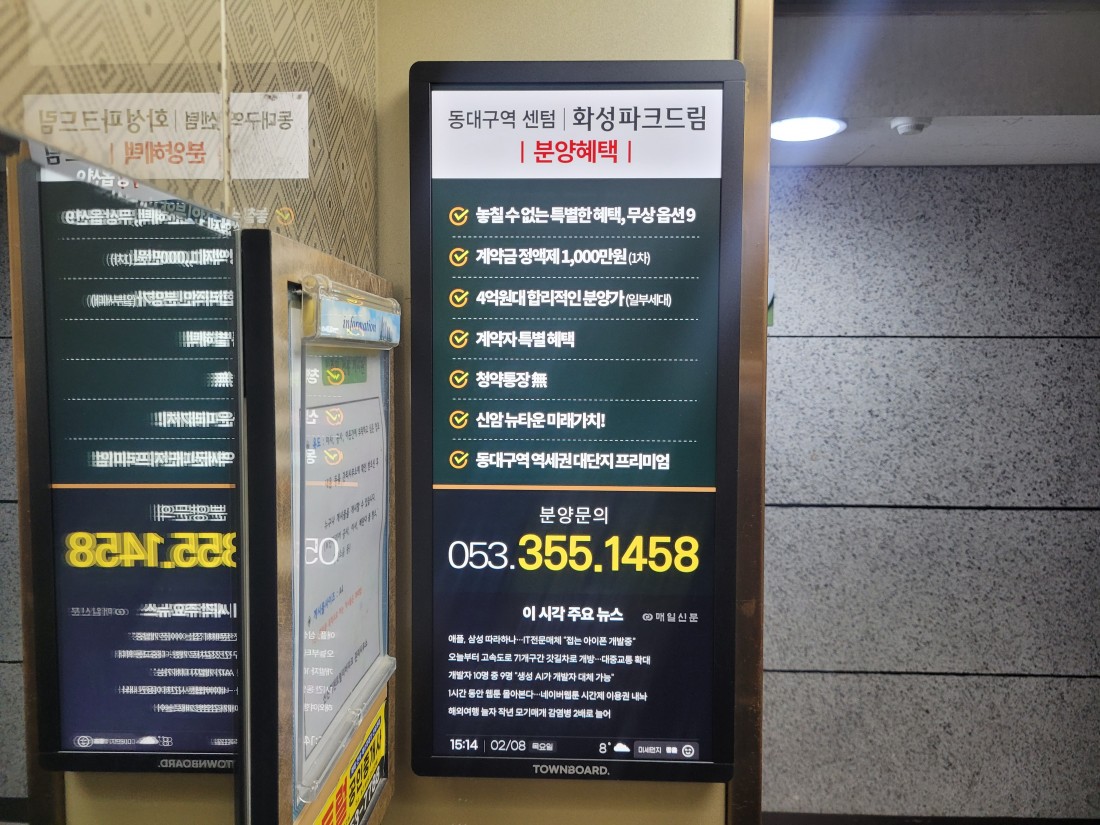 동대구역 센텀 | 화성파크드림
| 분양혜택 |
놓칠 수 없는 특별한 혜택, 무상 옵션 9
계약금 정액제 1,000만원 (1차)
4억원대 합리적인 분양가 (일부세대)
계약자 특별 혜택
청약통장 無
신암 뉴타운 미래가치!
동대구역 역세권 대단지 프리미엄
분양문의
053.355.1458
이 시각 주요 뉴스 매일신문
애플, 삼성 따라하나…IT전문매체 "접는 아이폰 개발중"
오늘부터 고속도로 71개구간 갓길차로 개방…대중교통 확대
개발자 10명 중 9명 "생성 AI가 개발자 대체 가능"
1시간 동안 웹툰 몰아본다…네이버웹툰 시간제 이용권 내놔
해외여행 늘자 작년 모기매개 감염병 2배로 늘어
15:14 | 02/08 목요일 8° 미세먼지 보통
TOWNBOARD.
Information